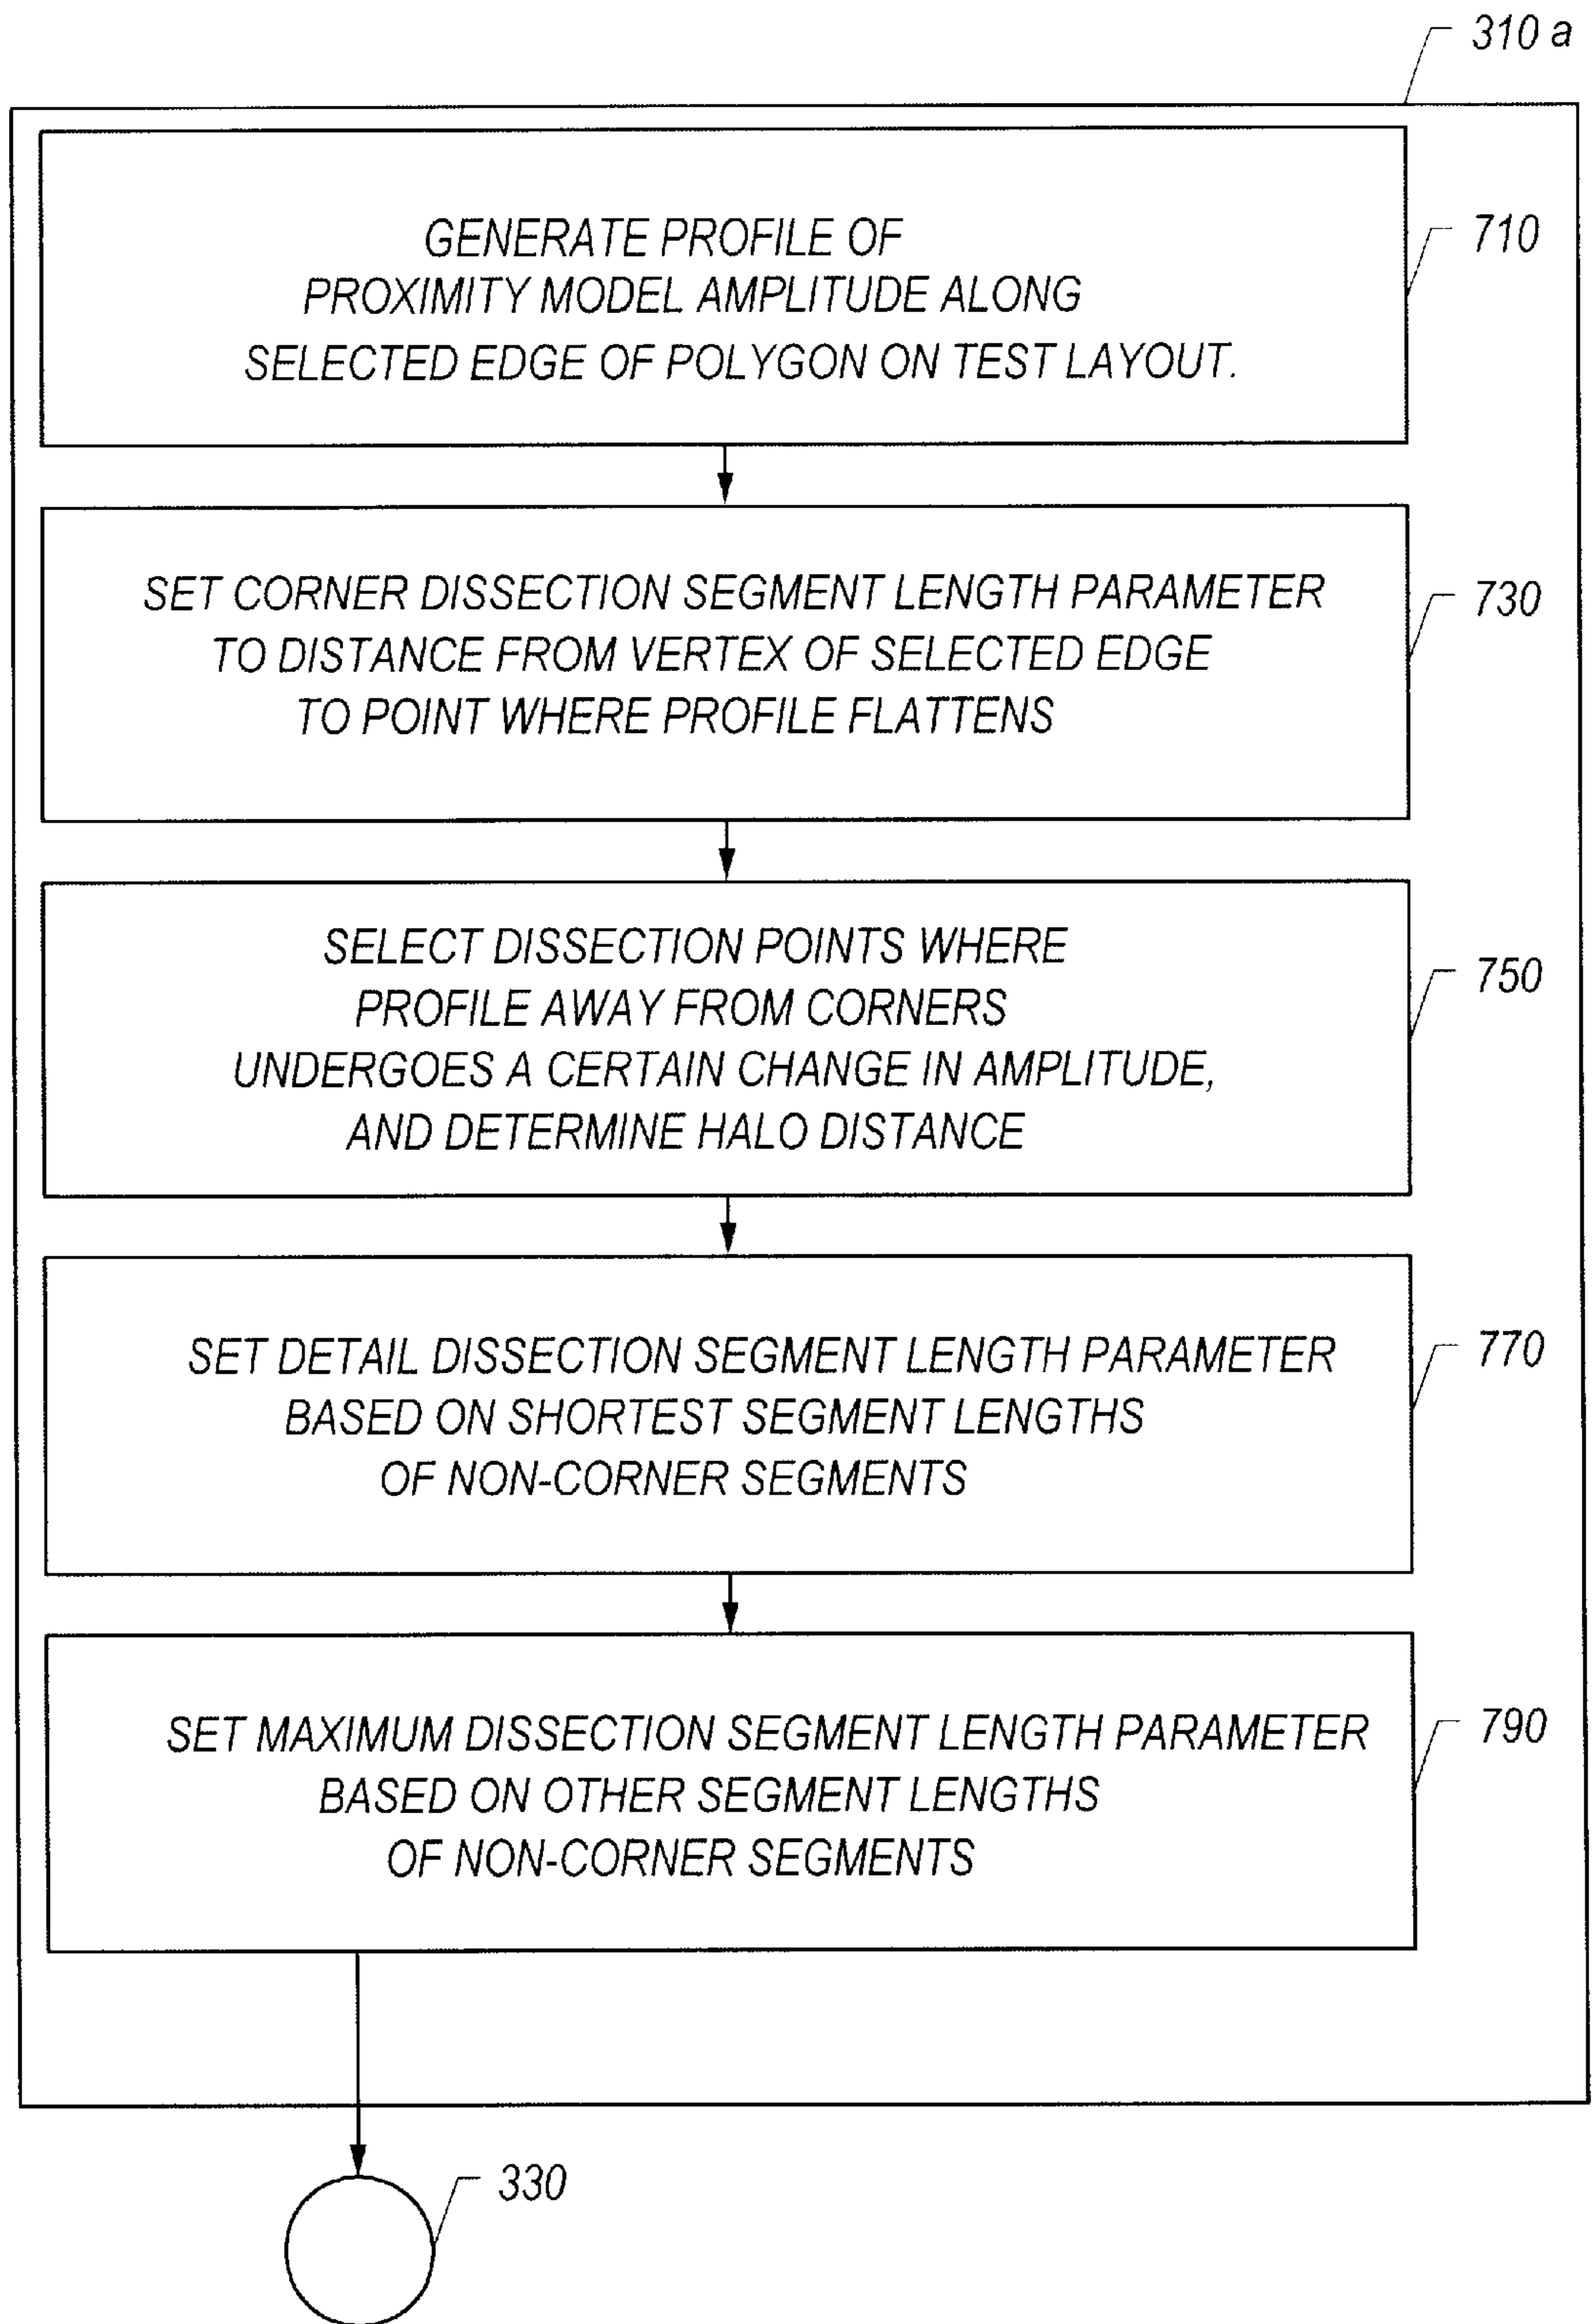 310 a
GENERATE PROFILE OF
PROXIMITY MODEL AMPLITUDE ALONG
SELECTED EDGE OF POLYGON ON TEST LAYOUT.
710
SET CORNER DISSECTION SEGMENT LENGTH PARAMETER
TO DISTANCE FROM VERTEX OF SELECTED EDGE
TO POINT WHERE PROFILE FLATTENS
730
SELECT DISSECTION POINTS WHERE
PROFILE AWAY FROM CORNERS
UNDERGOES A CERTAIN CHANGE IN AMPLITUDE,
AND DETERMINE HALO DISTANCE
750
SET DETAIL DISSECTION SEGMENT LENGTH PARAMETER
BASED ON SHORTEST SEGMENT LENGTHS
OF NON-CORNER SEGMENTS
770
SET MAXIMUM DISSECTION SEGMENT LENGTH PARAMETER
BASED ON OTHER SEGMENT LENGTHS
OF NON-CORNER SEGMENTS
790
330